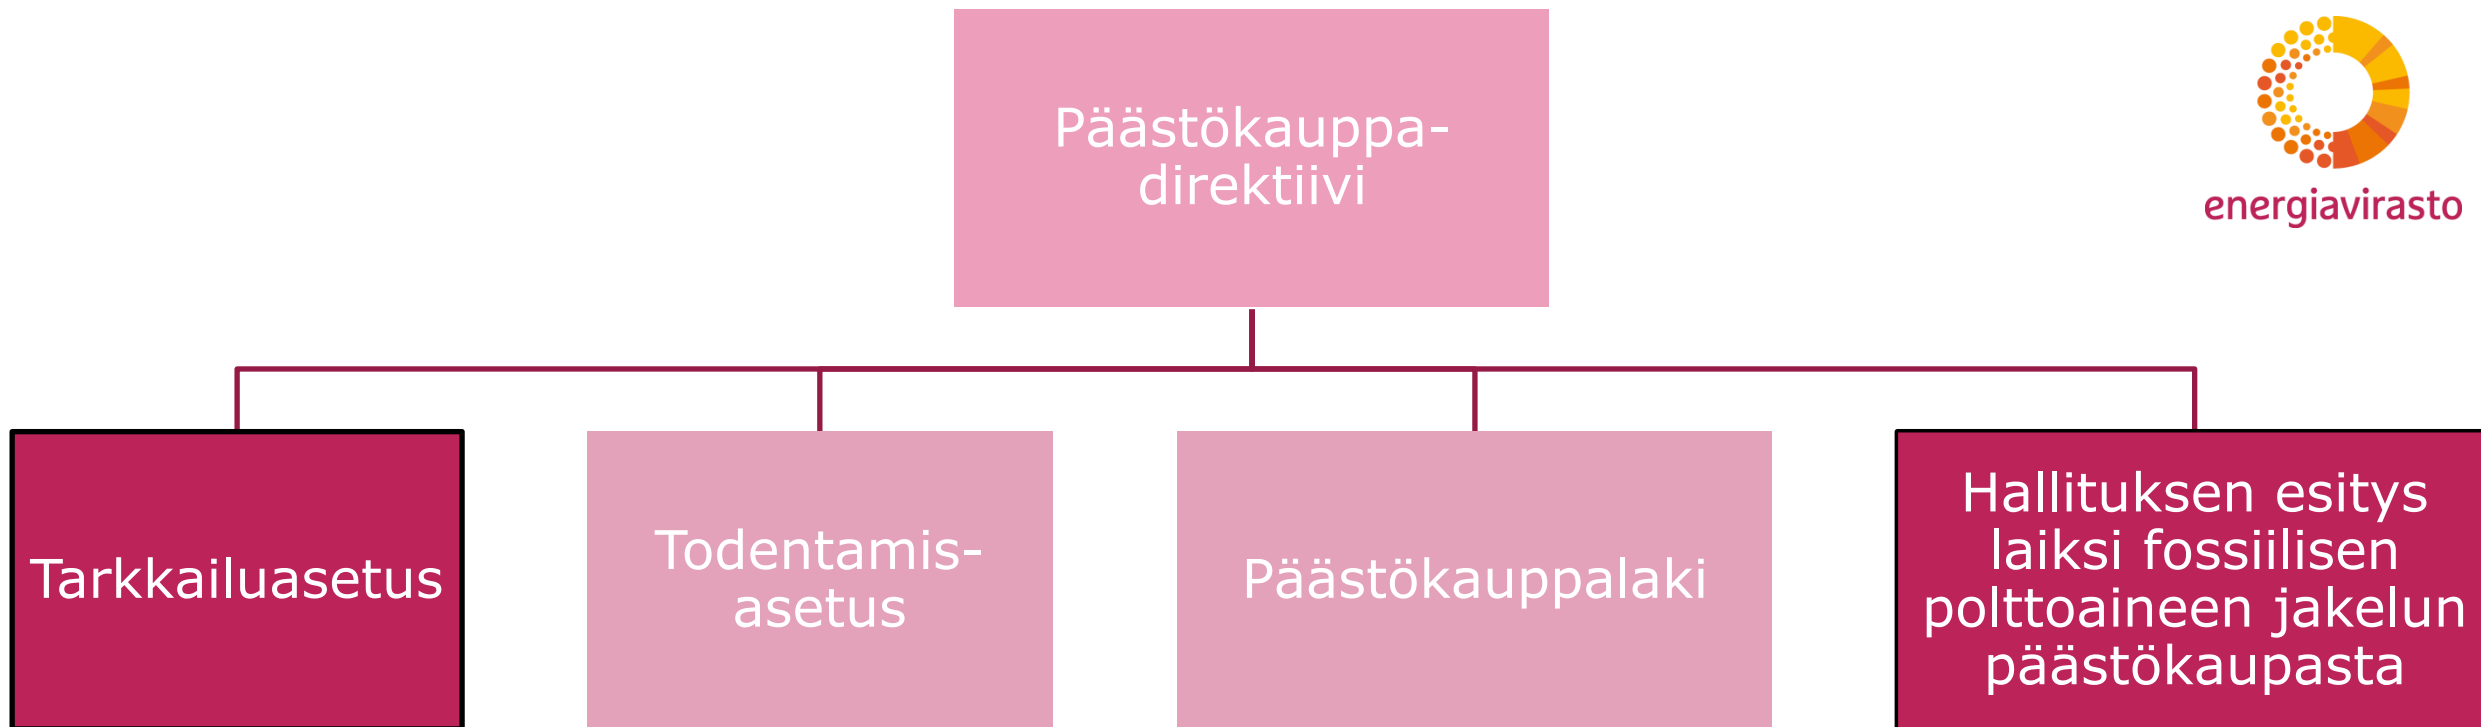 Päästökauppa-
direktiivi
energiavirasto
Tarkkailuasetus
Todentamis-
asetus
Päästökauppalaki
Hallituksen esitys
laiksi fossiilisen
polttoaineen jakelun
päästökaupasta